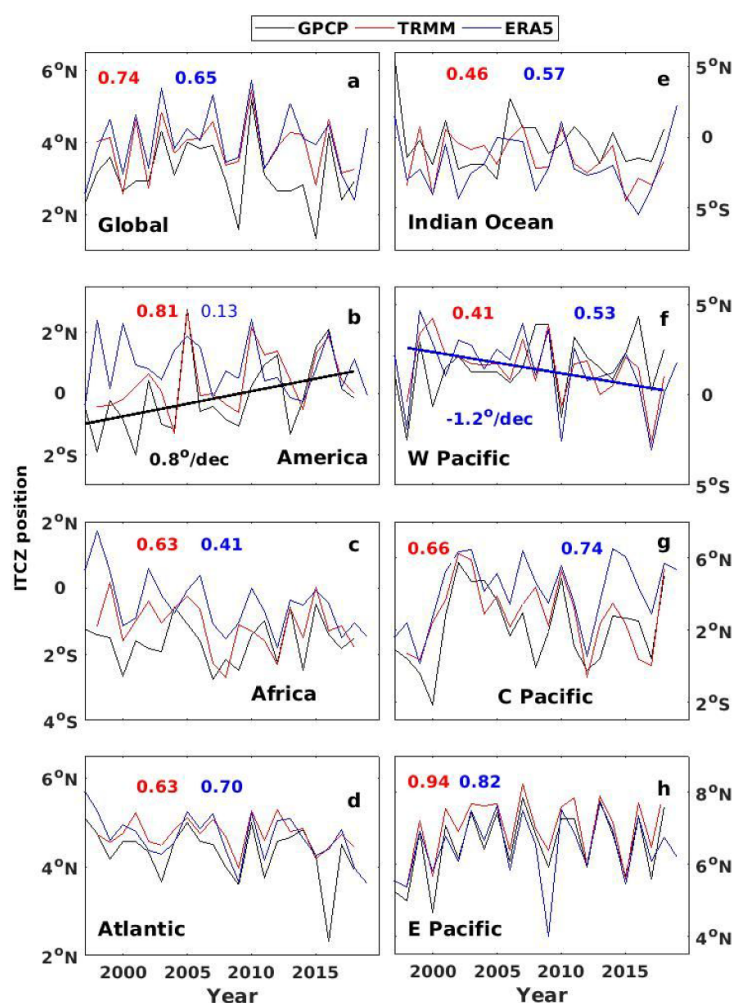 GPCP TRMM ERA5
6°N
4°N
2°N
0.74 0.65 a
Global
5°N
0
5°S
0.46 0.57 e
Indian Ocean
2°N
0
2°S
0.81 0.13 b
0.8°/dec America
5°N
0
5°S
0.41 0.53 f
-1.2°/dec
W Pacific
ITCZ position
2°N
0
2°S
4°S
0.63 0.41 c
Africa
6°N
2°N
2°S
0.66 0.74 g
C Pacific
6°N
4°N
2°N
0.63 0.70 d
Atlantic
2000 2005 2010 2015
Year
8°N
6°N
4°N
0.94 0.82 h
E Pacific
2000 2005 2010 2015
Year